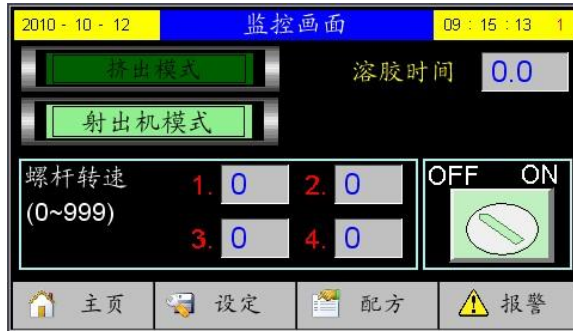 2010 - 10 - 12 监控画面 09 : 15 : 13 1
挤出模式 溶胶时间 0.0
射出机模式
螺杆转速 1. 0 2. 0 OFF ON
(0~999)
3. 0 4. 0
主页 设定 配方 报警